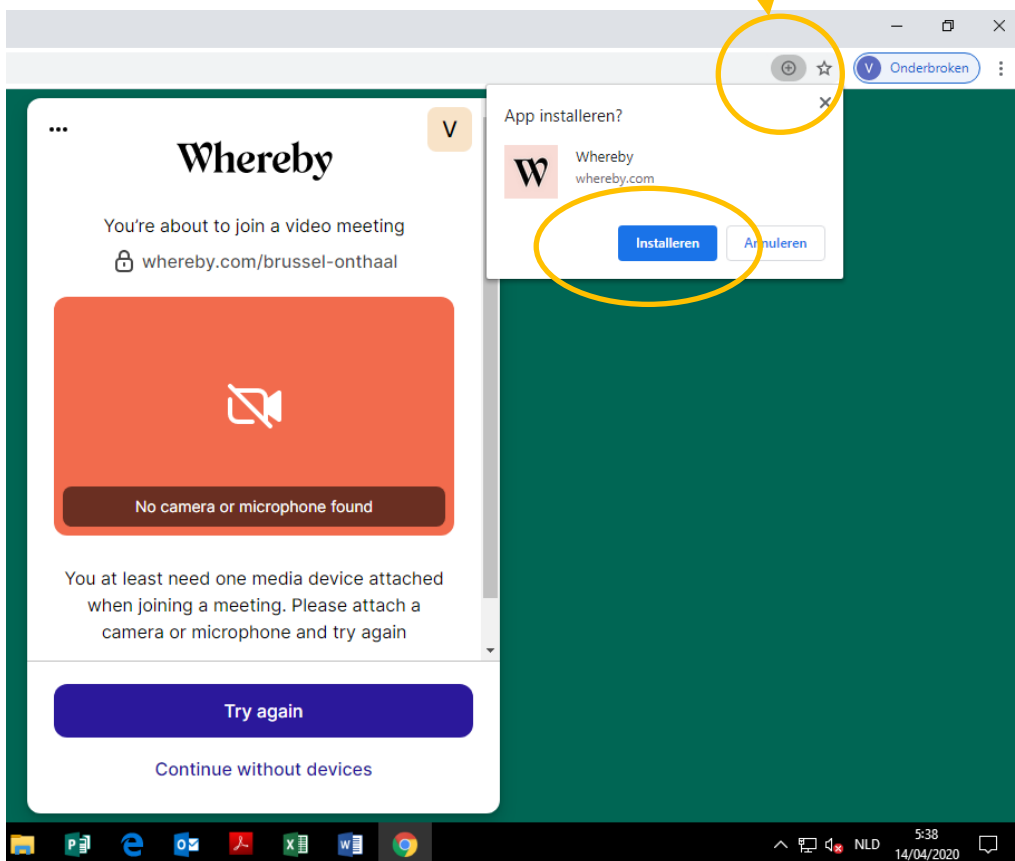 V Onderbroken
App installeren?
Whereby
whereby.com
Installeren Annuleren
V
Whereby
You're about to join a video meeting
whereby.com/brussel-onthaal
No camera or microphone found
You at least need one media device attached
when joining a meeting. Please attach a
camera or microphone and try again
Try again
Continue without devices
NLD
5:38
14/04/2020